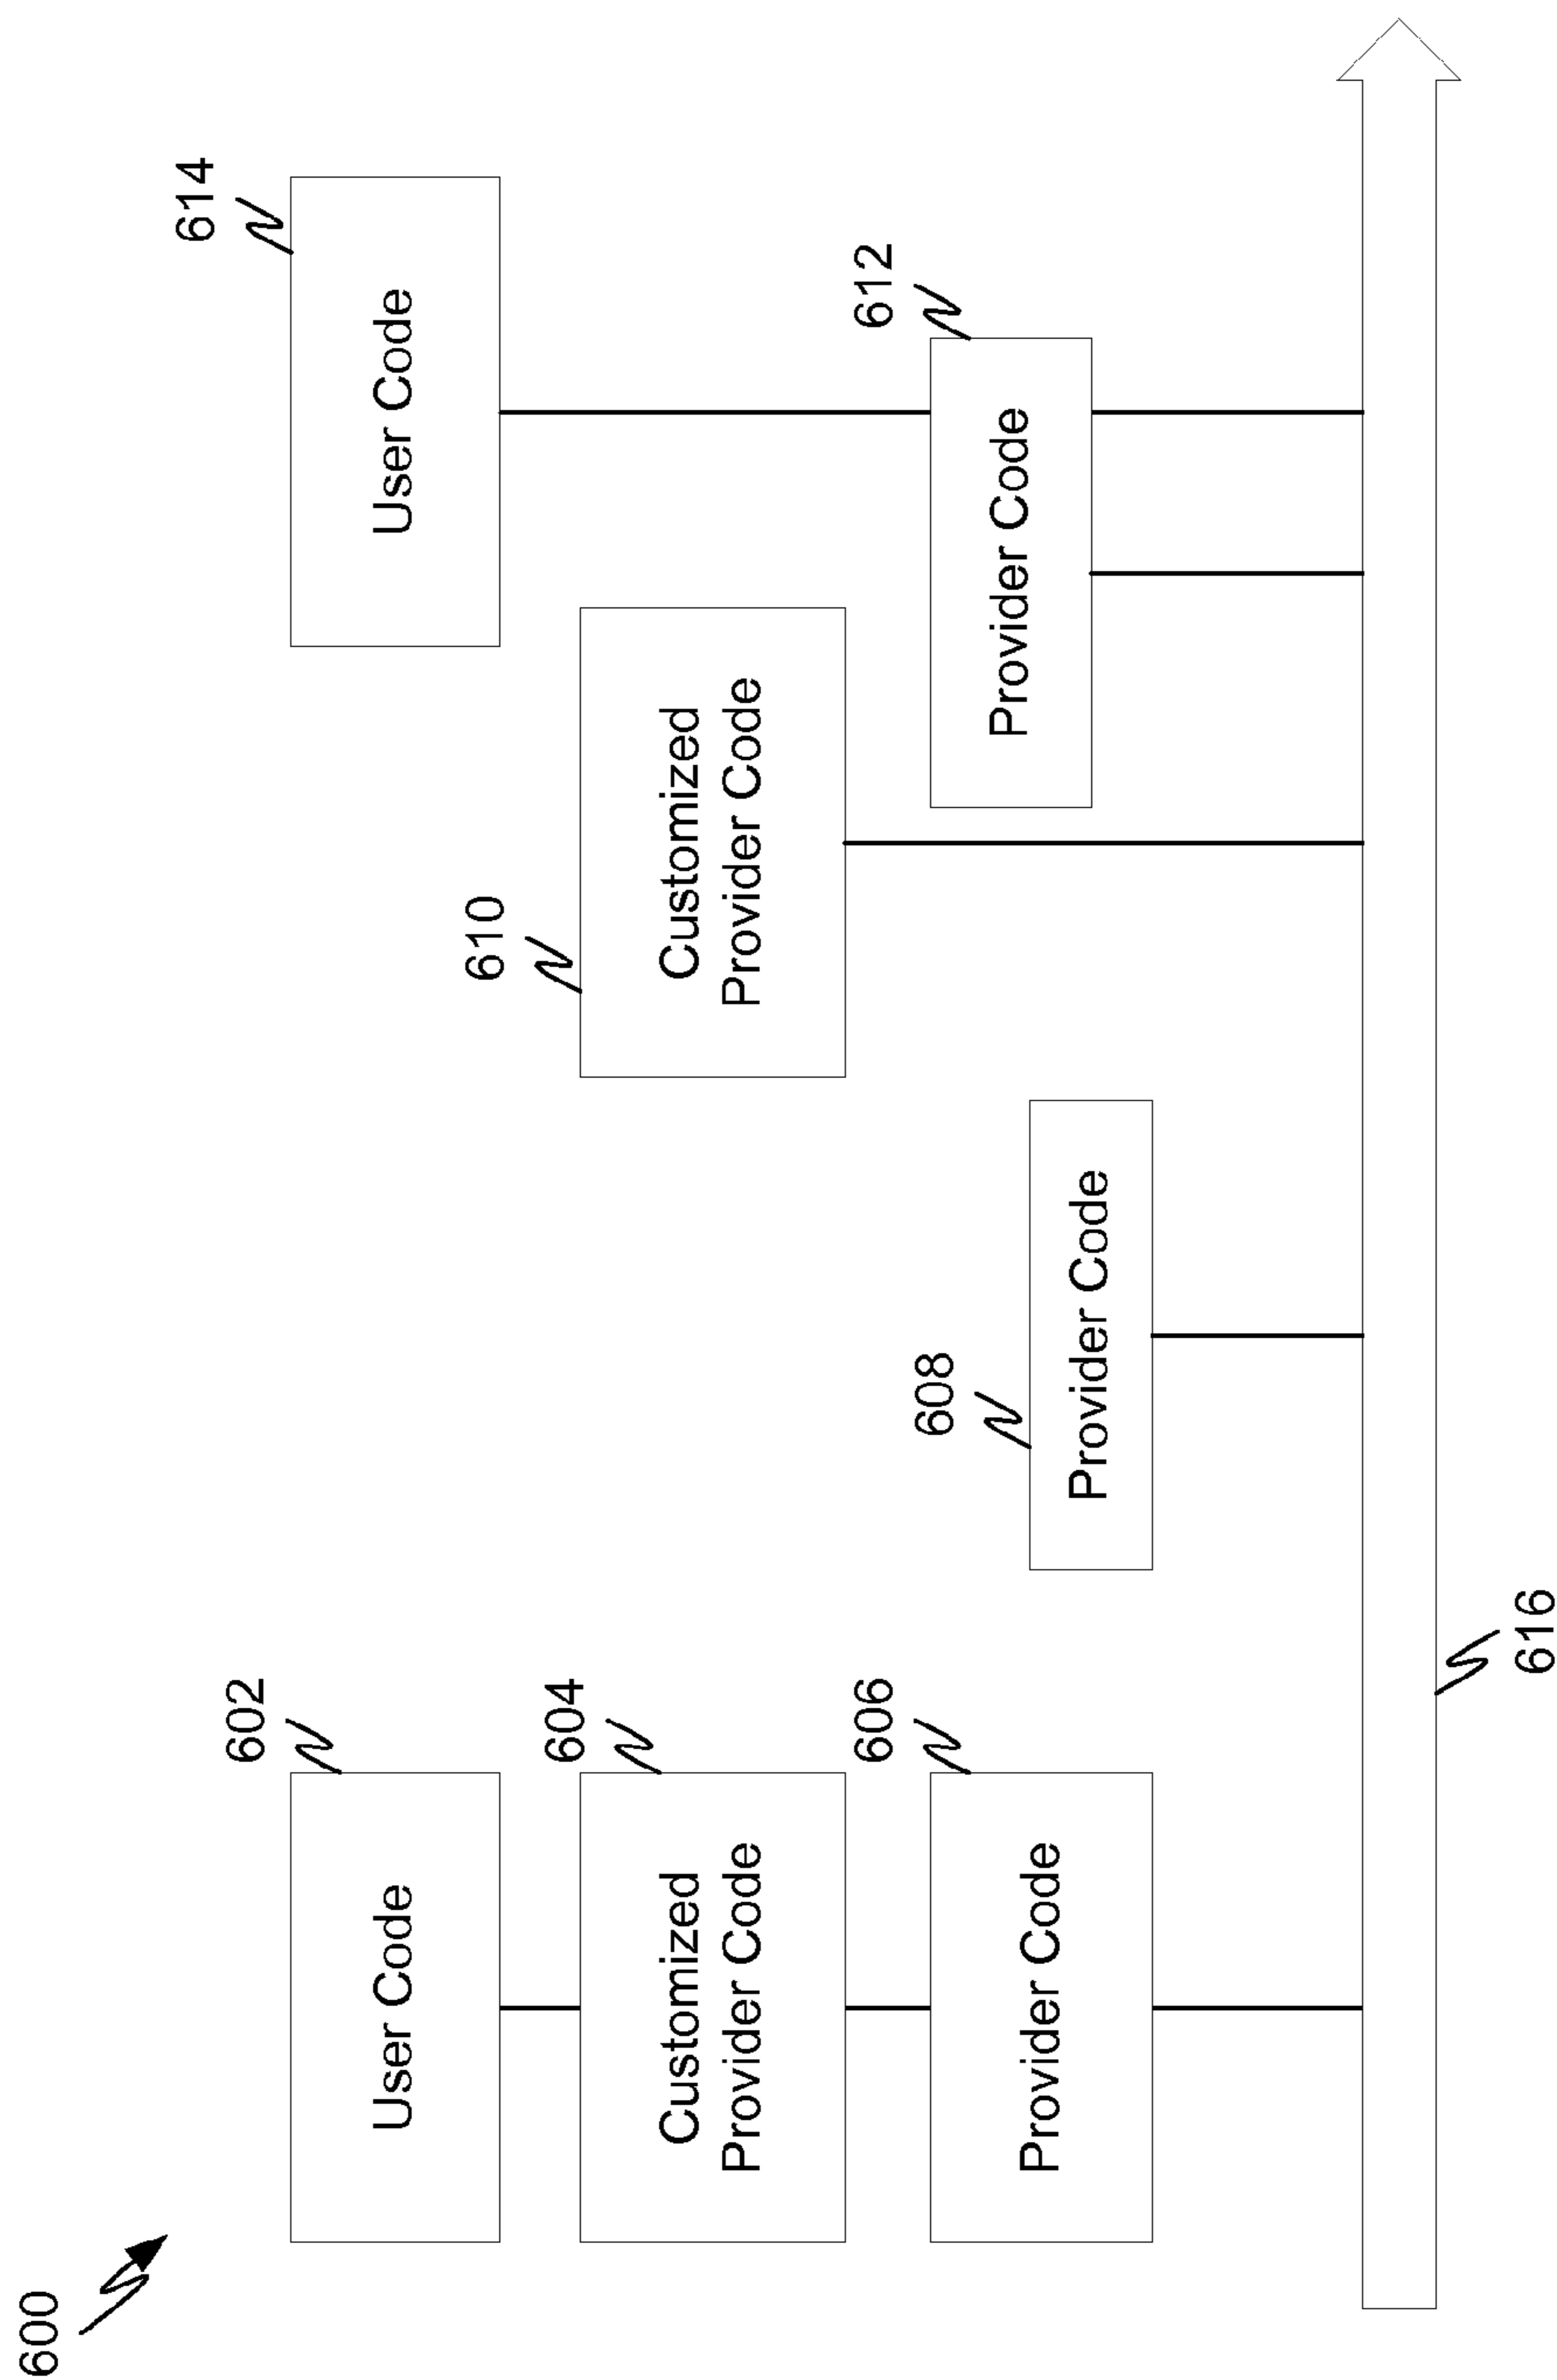 600
602
User Code
604
Customized
Provider Code
606
Provider Code
608
Provider Code
610
Customized
Provider Code
612
Provider Code
614
User Code
616